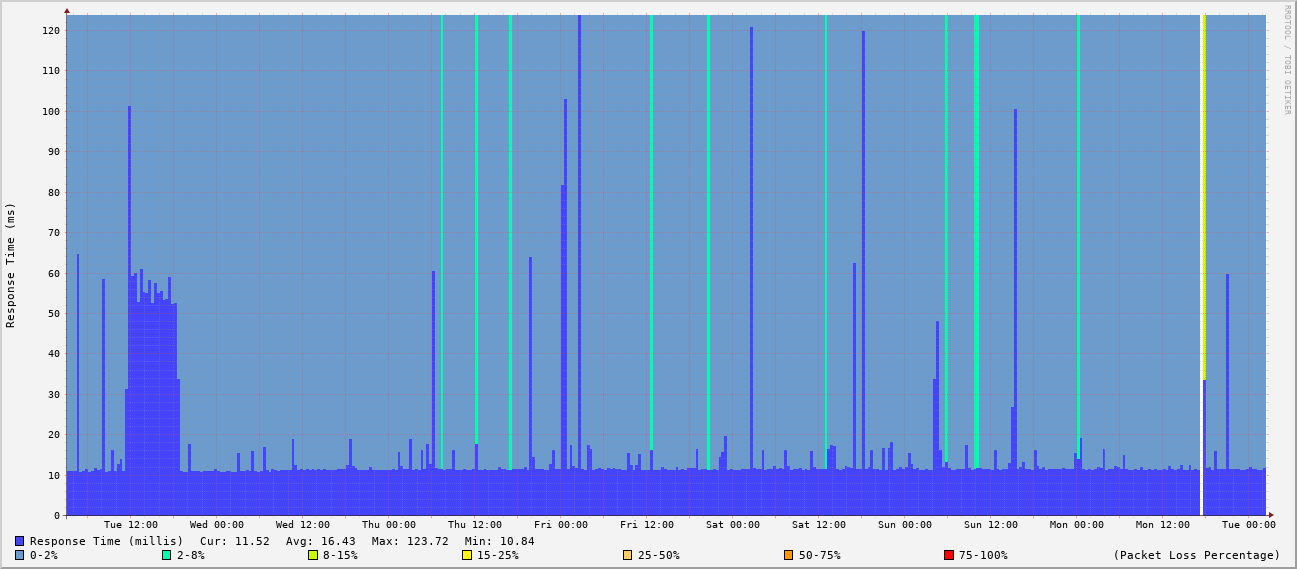 RRDTOOL / TOBI OETIKER
Response Time (ms)
120
110
100
90
80
70
60
50
40
30
20
10
0
Tue 12:00 Wed 00:00 Wed 12:00 Thu 00:00 Thu 12:00 Fri 00:00 Fri 12:00 Sat 00:00 Sat 12:00 Sun 00:00 Sun 12:00 Mon 00:00 Mon 12:00 Tue 00:00
Response Time (millis) Cur: 11.52 Avg: 16.43 Max: 123.72 Min: 10.84
0-2% 2-8% 8-15% 15-25% 25-50% 50-75% 75-100% (Packet Loss Percentage)